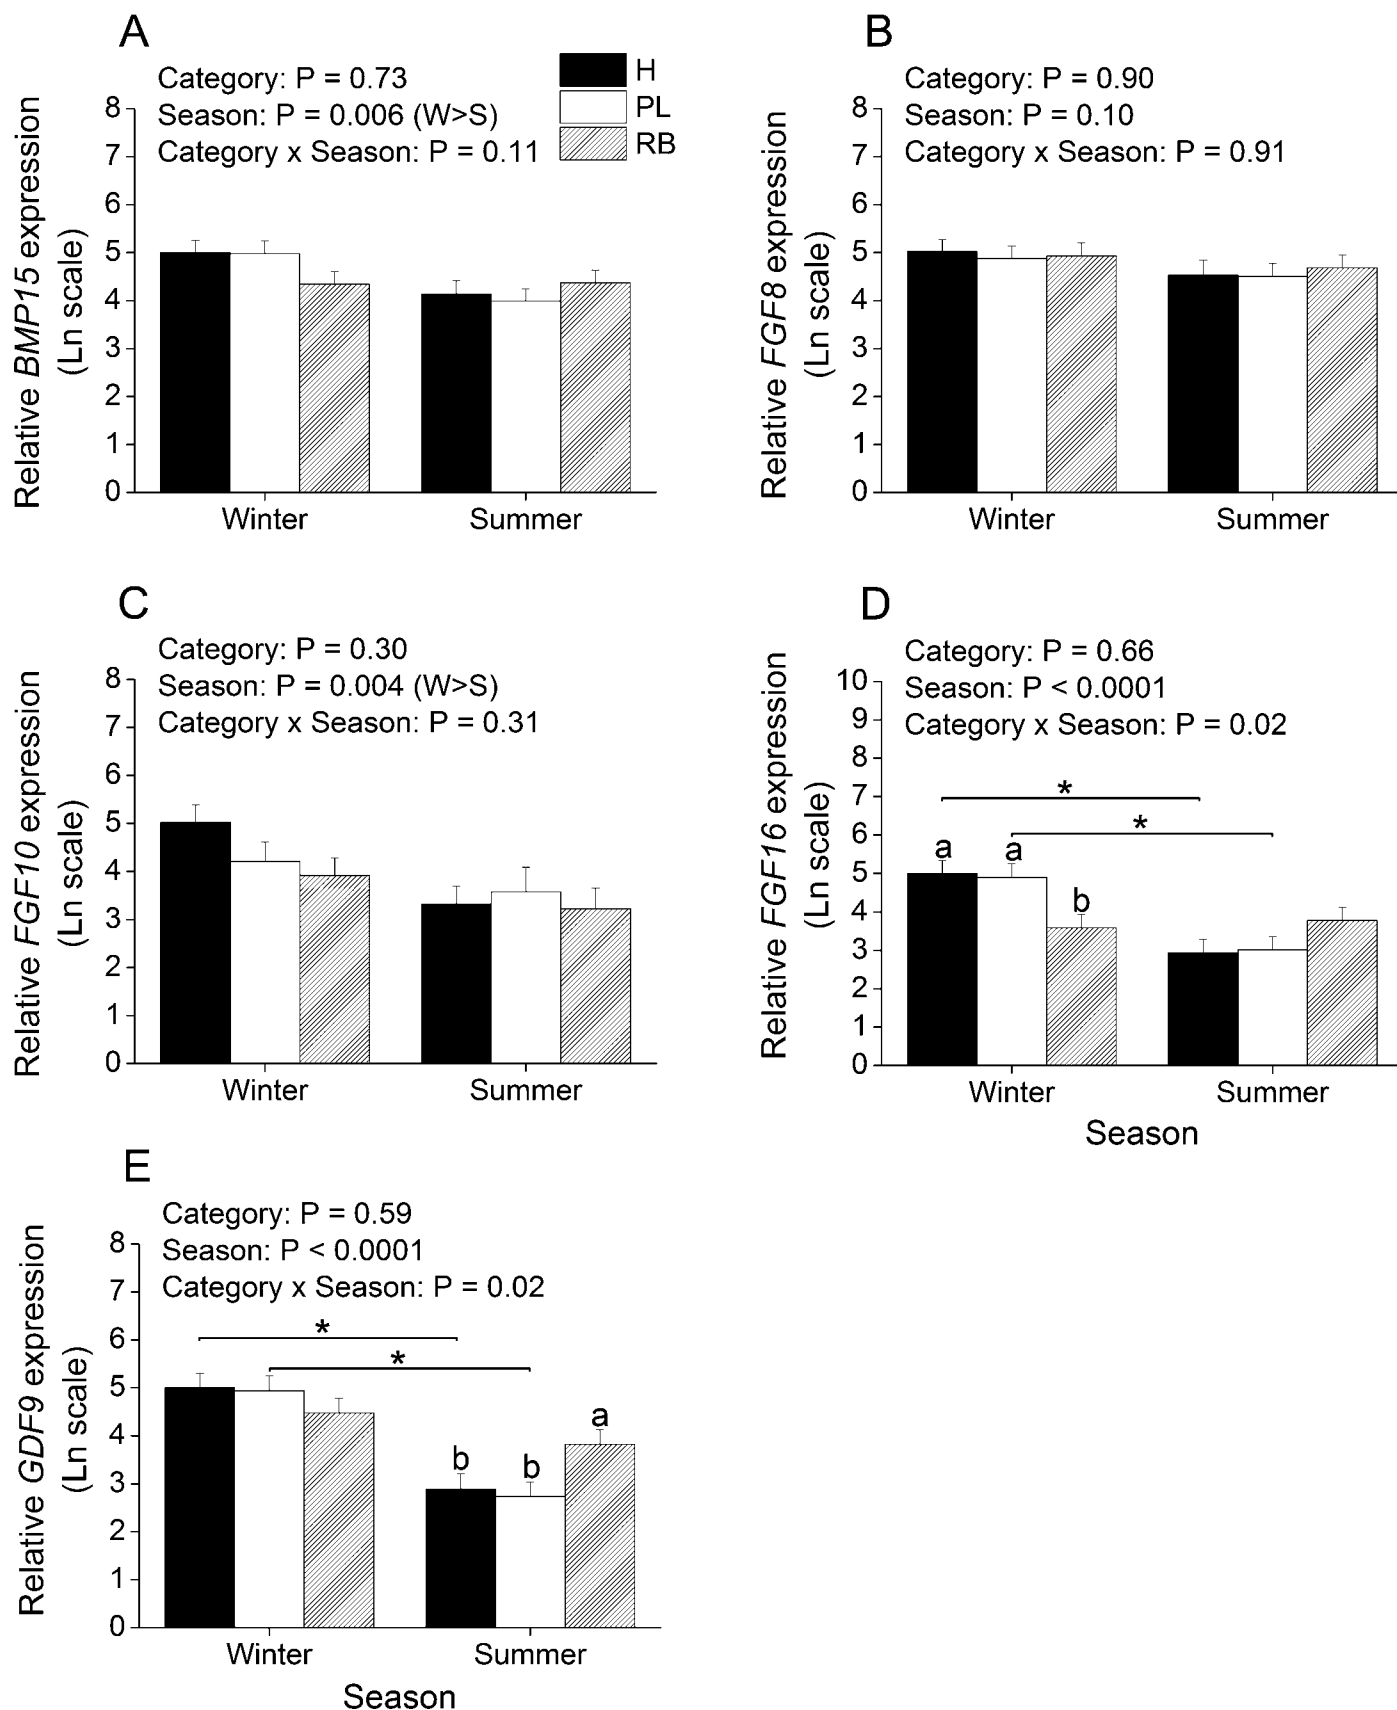 A
Category: P = 0.73
Season: P = 0.006 (W>S)
Category x Season: P = 0.11
H
PL
RB
Relative BMP15 expression
(Ln scale)
8
7
6
5
4
3
2
1
0
Winter
Summer
B
Category: P = 0.90
Season: P = 0.10
Category x Season: P = 0.91
Relative FGF8 expression
(Ln scale)
8
7
6
5
4
3
2
1
0
Winter
Summer
C
Category: P = 0.30
Season: P = 0.004 (W>S)
Category x Season: P = 0.31
Relative FGF10 expression
(Ln scale)
8
7
6
5
4
3
2
1
0
Winter
Summer
D
Category: P = 0.66
Season: P < 0.0001
Category x Season: P = 0.02
Relative FGF16 expression
(Ln scale)
10
9
8
7
6
5
4
3
2
1
0
*
*
a
a
b
Winter
Summer
Season
E
Category: P = 0.59
Season: P < 0.0001
Category x Season: P = 0.02
Relative GDF9 expression
(Ln scale)
8
7
6
5
4
3
2
1
0
*
*
b
b
a
Winter
Summer
Season